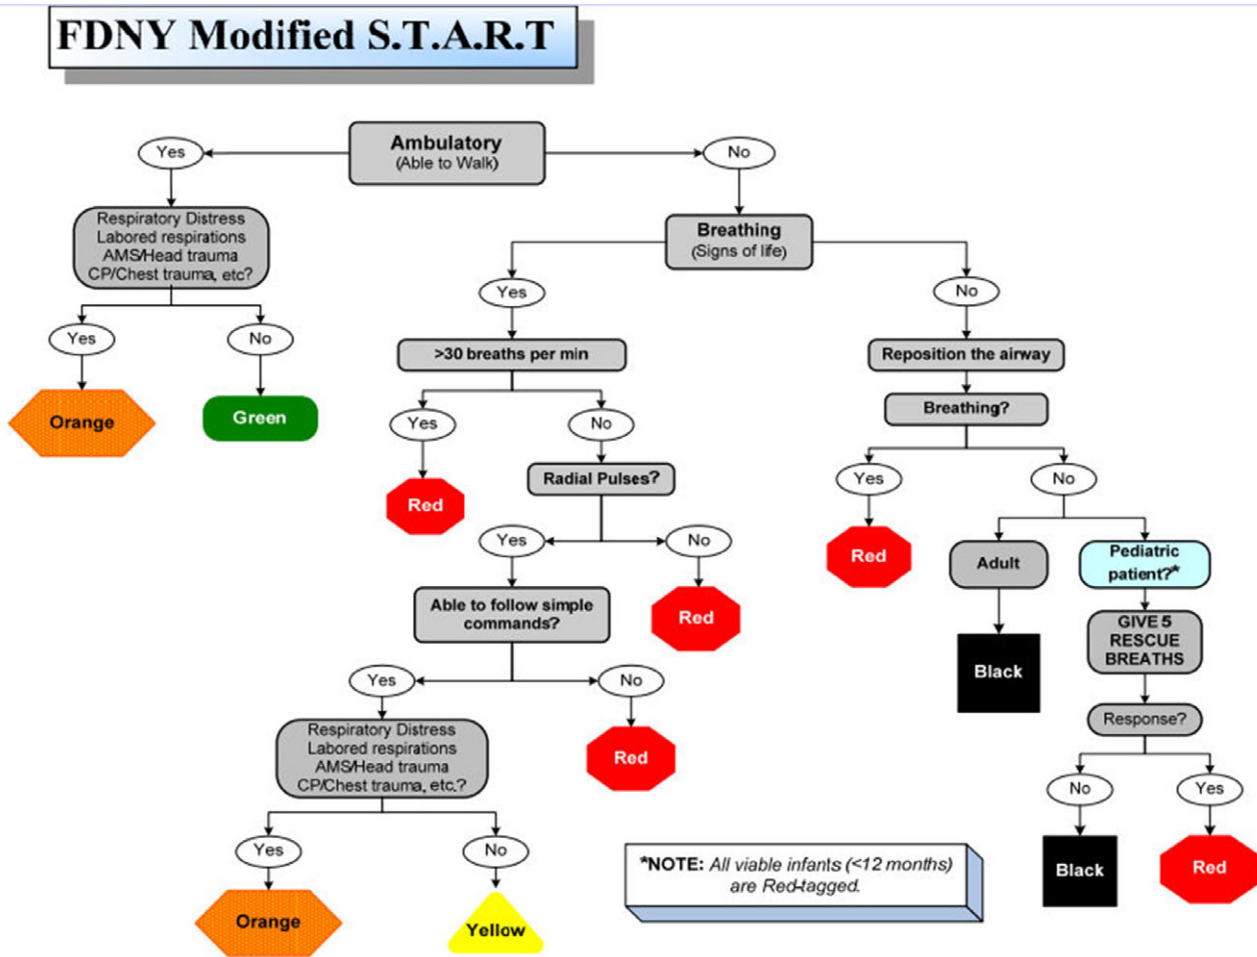 FDNY Modified S.T.A.R.T
Ambulatory
(Able to Walk)
Yes
No
Respiratory Distress
Labored respirations
AMS/Head trauma
CP/Chest trauma, etc?
Yes
No
Orange
Green
Breathing
(Signs of life)
Yes
No
>30 breaths per min
Yes
No
Red
Radial Pulses?
Yes
No
Red
Able to follow simple
commands?
Yes
No
Red
Respiratory Distress
Labored respirations
AMS/Head trauma
CP/Chest trauma, etc.?
Yes
No
Orange
Yellow
Reposition the airway
Breathing?
Yes
No
Red
Adult
Black
Pediatric
patient?*
GIVE 5
RESCUE
BREATHS
Response?
No
Yes
Black
Red
*NOTE: All viable infants (<12 months)
are Red-tagged.